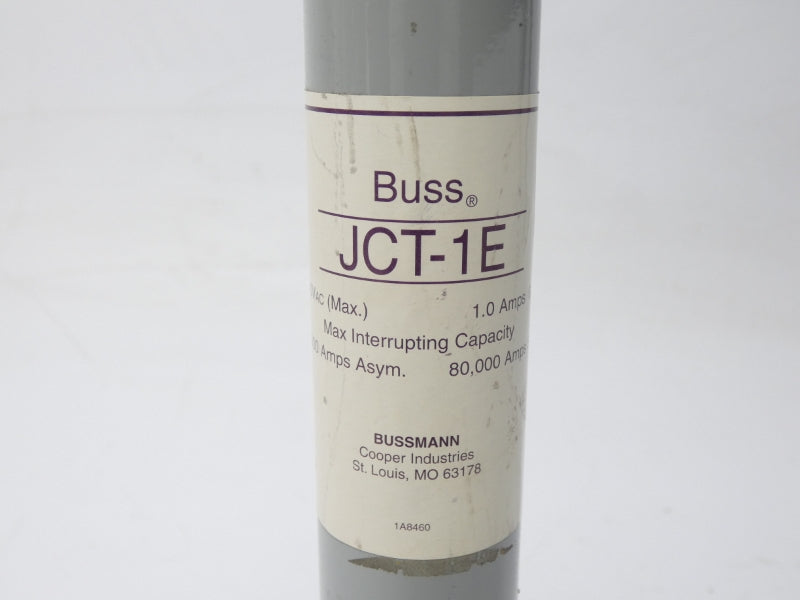 Buss®
JCT-1E
VAC (Max.) 1.0 Amps
Max Interrupting Capacity
00 Amps Asym. 80,000 Amps
BUSSMANN
Cooper Industries
St. Louis, MO 63178
1A8460